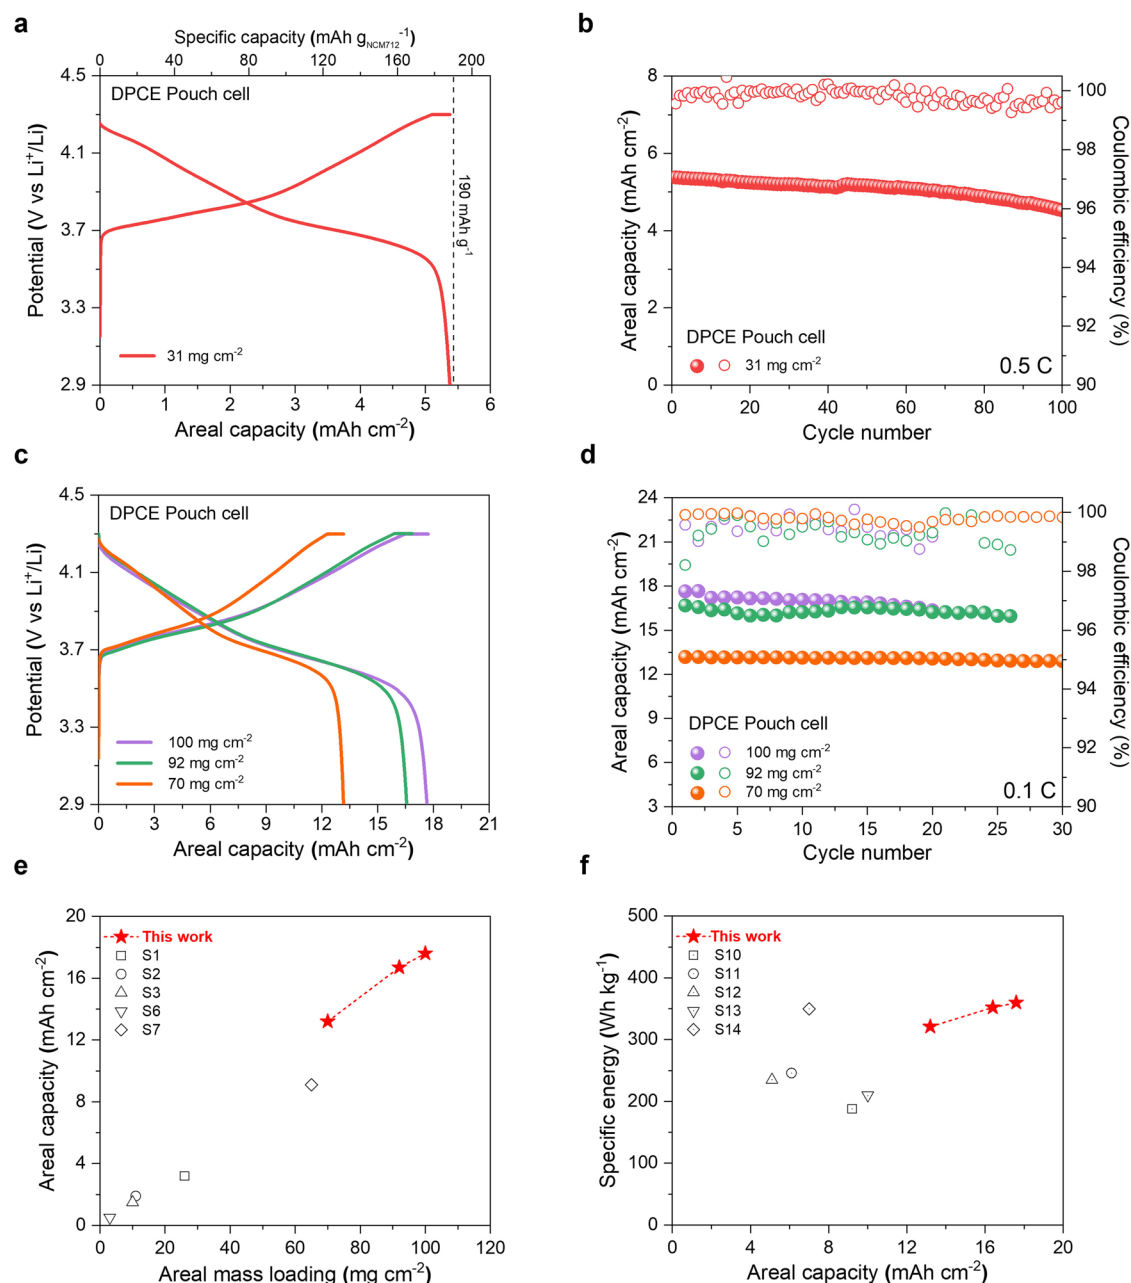 a
Specific capacity (mAh g_NCM712⁻¹)
0 40 80 120 160 200
4.5
4.1
3.7
3.3
2.9
Potential (V vs Li⁺/Li)
DPCE Pouch cell
190 mAh g⁻¹
31 mg cm⁻²
0 1 2 3 4 5 6
Areal capacity (mAh cm⁻²)
b
8
6
4
2
0
Areal capacity (mAh cm⁻²)
100
98
96
94
92
90
Coulombic efficiency (%)
DPCE Pouch cell
31 mg cm⁻²
0.5 C
0 20 40 60 80 100
Cycle number
c
4.5
4.1
3.7
3.3
2.9
Potential (V vs Li⁺/Li)
DPCE Pouch cell
100 mg cm⁻²
92 mg cm⁻²
70 mg cm⁻²
0 3 6 9 12 15 18 21
Areal capacity (mAh cm⁻²)
d
24
21
18
15
12
9
6
3
Areal capacity (mAh cm⁻²)
100
98
96
94
92
90
Coulombic efficiency (%)
DPCE Pouch cell
100 mg cm⁻²
92 mg cm⁻²
70 mg cm⁻²
0.1 C
0 5 10 15 20 25 30
Cycle number
e
20
16
12
8
4
0
Areal capacity (mAh cm⁻²)
This work
S1
S2
S3
S6
S7
0 20 40 60 80 100 120
Areal mass loading (mg cm⁻²)
f
500
400
300
200
100
0
Specific energy (Wh kg⁻¹)
This work
S10
S11
S12
S13
S14
0 4 8 12 16 20
Areal capacity (mAh cm⁻²)